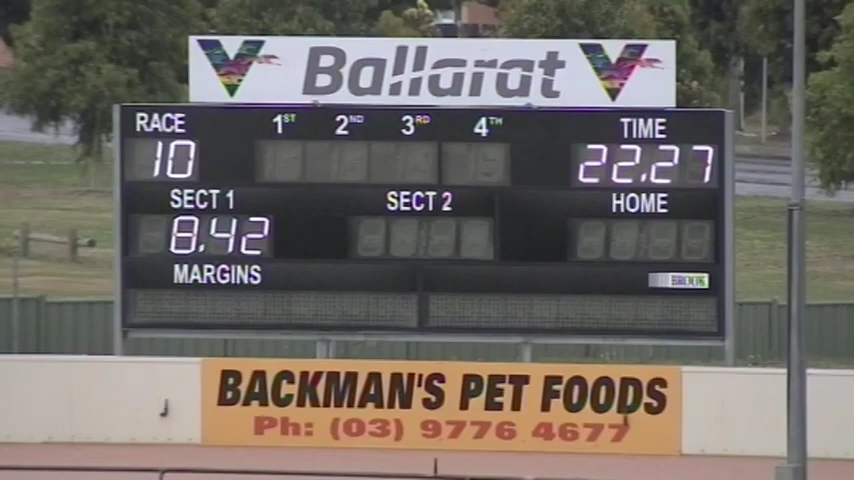 Ballarat
RACE 1ST 2ND 3RD 4TH TIME
10 22.27
SECT 1 SECT 2 HOME
8.42
MARGINS
BACKMAN'S PET FOODS
Ph: (03) 9776 4677